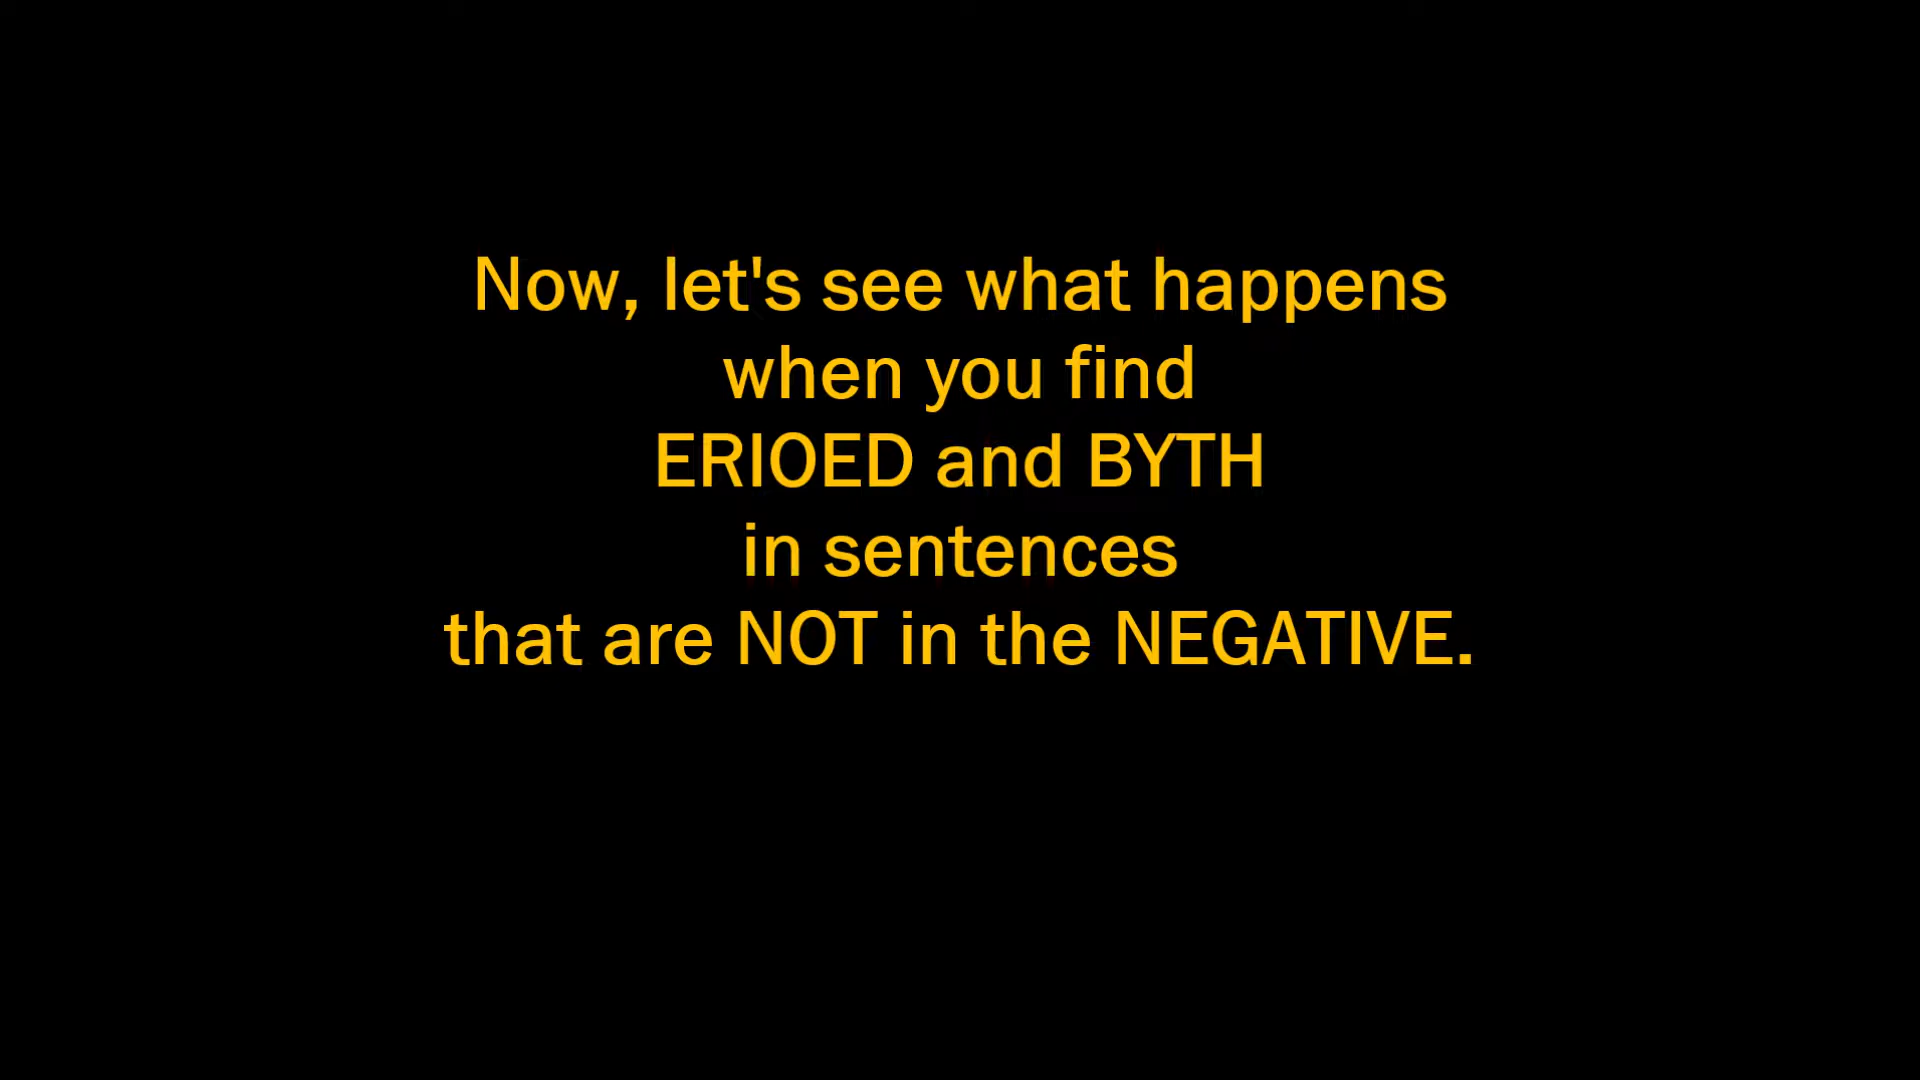 Now, let's see what happens
when you find
ERIOED and BYTH
in sentences
that are NOT in the NEGATIVE.